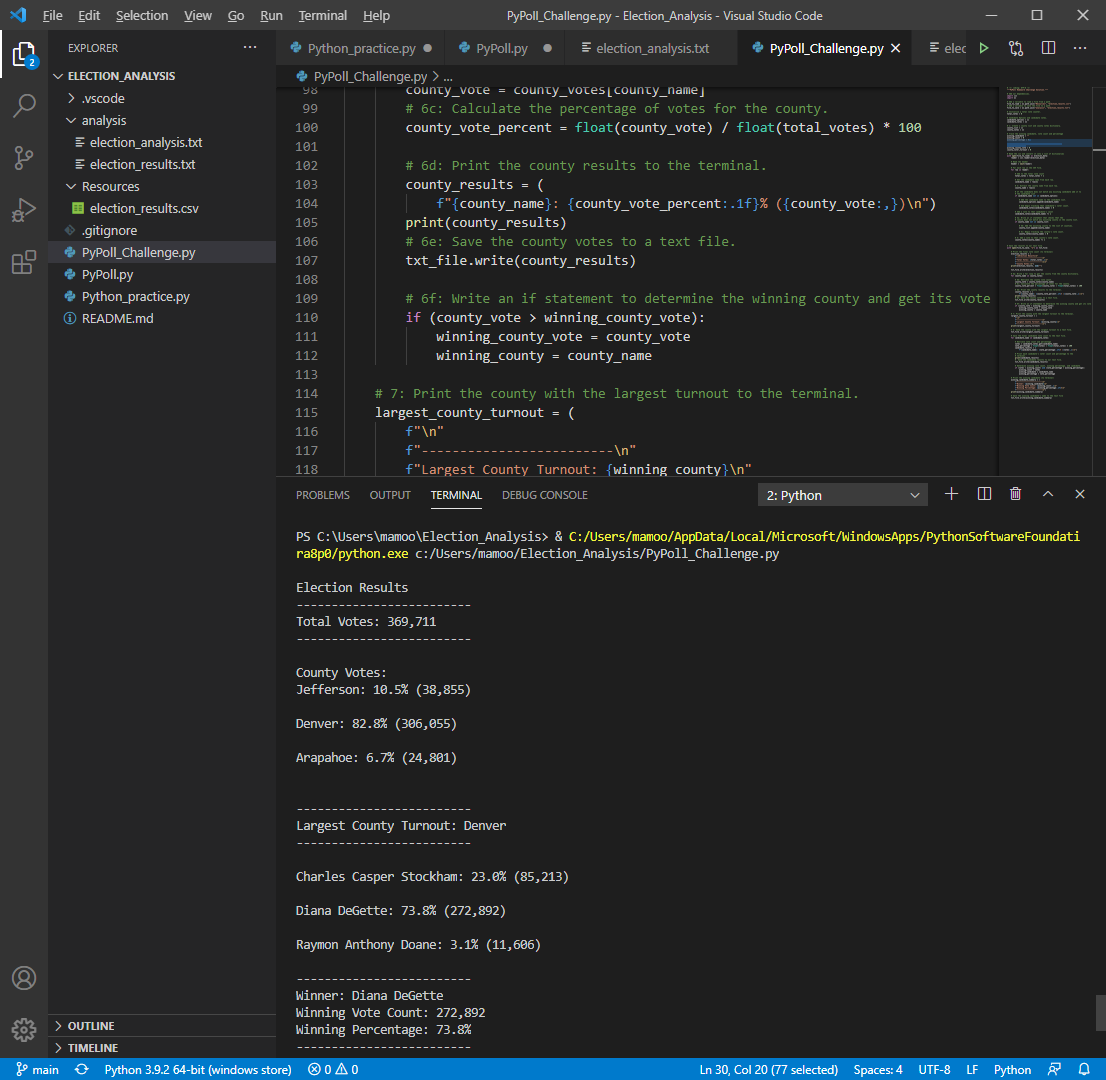 File Edit Selection View Go Run Terminal Help PyPoll_Challenge.py - Election_Analysis - Visual Studio Code
EXPLORER
2
ELECTION_ANALYSIS
.vscode
analysis
election_analysis.txt
election_results.txt
Resources
election_results.csv
.gitignore
PyPoll_Challenge.py
PyPoll.py
Python_practice.py
README.md
OUTLINE
TIMELINE
Python_practice.py PyPoll.py election_analysis.txt PyPoll_Challenge.py elec
PyPoll_Challenge.py > ...
98 county_vote = county_votes[county_name]
99 # 6c: Calculate the percentage of votes for the county.
100 county_vote_percent = float(county_vote) / float(total_votes) * 100
101
102 # 6d: Print the county results to the terminal.
103 county_results = (
104 f"{county_name}: {county_vote_percent:.1f}% ({county_vote:,})\n")
105 print(county_results)
106 # 6e: Save the county votes to a text file.
107 txt_file.write(county_results)
108
109 # 6f: Write an if statement to determine the winning county and get its vote
110 if (county_vote > winning_county_vote):
111 winning_county_vote = county_vote
112 winning_county = county_name
113
114 # 7: Print the county with the largest turnout to the terminal.
115 largest_county_turnout = (
116 f"\n"
117 f"-------------------------\n"
118 f"Largest County Turnout: {winning_county}\n"
PROBLEMS OUTPUT TERMINAL DEBUG CONSOLE 2: Python
PS C:\Users\mamoo\Election_Analysis> & C:/Users/mamoo/AppData/Local/Microsoft/WindowsApps/PythonSoftwareFoundati
ra8p0/python.exe c:/Users/mamoo/Election_Analysis/PyPoll_Challenge.py
Election Results
-------------------------
Total Votes: 369,711
-------------------------
County Votes:
Jefferson: 10.5% (38,855)
Denver: 82.8% (306,055)
Arapahoe: 6.7% (24,801)
-------------------------
Largest County Turnout: Denver
-------------------------
Charles Casper Stockham: 23.0% (85,213)
Diana DeGette: 73.8% (272,892)
Raymon Anthony Doane: 3.1% (11,606)
-------------------------
Winner: Diana DeGette
Winning Vote Count: 272,892
Winning Percentage: 73.8%
-------------------------
main Python 3.9.2 64-bit (windows store) 0 0 Ln 30, Col 20 (77 selected) Spaces: 4 UTF-8 LF Python